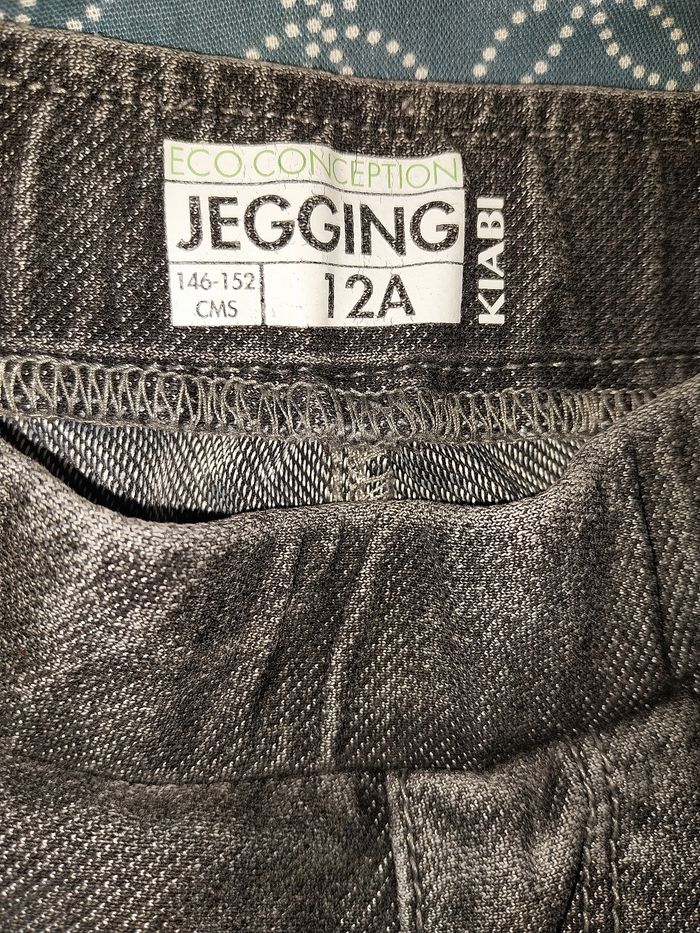 ECO CONCEPTION
JEGGING
146-152
CMS
12A
KIABI